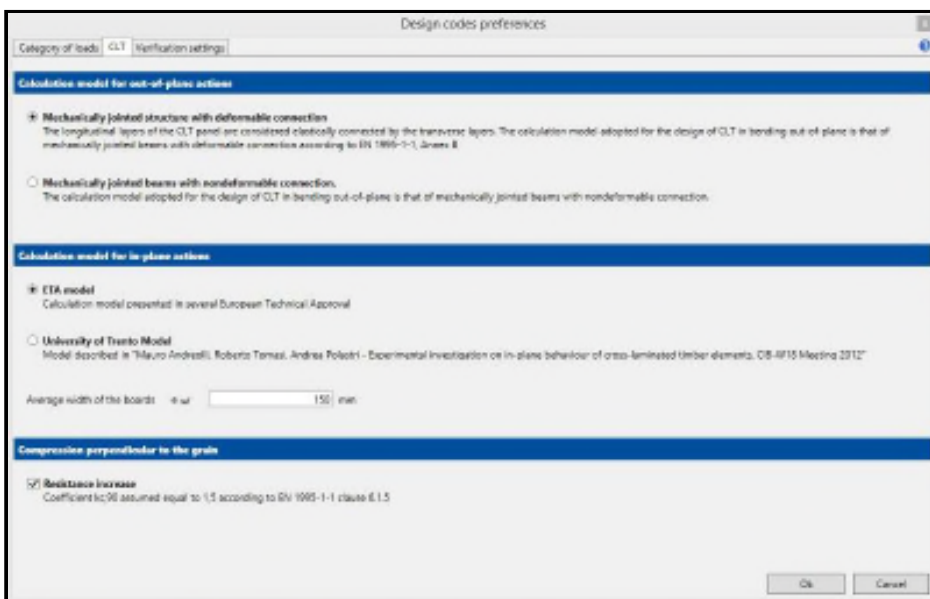 Design codes preferences
Category of loads CLT Verification settings
Calculation model for out-of-plane actions
Mechanically jointed structure with deformable connection
The longitudinal layers of the CLT panel are considered elastically connected by the transverse layers. The calculation model adopted for the design of CLT in bending out-of-plane is that of
mechanically jointed beams with deformable connection according to EN 1995-1-1, Annex B
Mechanically jointed beams with nondeformable connection.
The calculation model adopted for the design of CLT in bending out-of-plane is that of mechanically jointed beams with nondeformable connection.
Calculation model for in-plane actions
ETA model
Calculation model presented in several European Technical Approval
University of Trento Model
Model described in "Mauro Andreolli, Roberto Tomasi, Andrea Polastri - Experimental investigation on in-plane behaviour of cross-laminated timber elements, CIB-W18 Meeting 2012"
Average width of the boards 150 mm
Compression perpendicular to the grain
Resistance increase
Coefficient kc,90 assumed equal to 1,5 according to EN 1995-1-1 clause 6.1.5
Ok Cancel